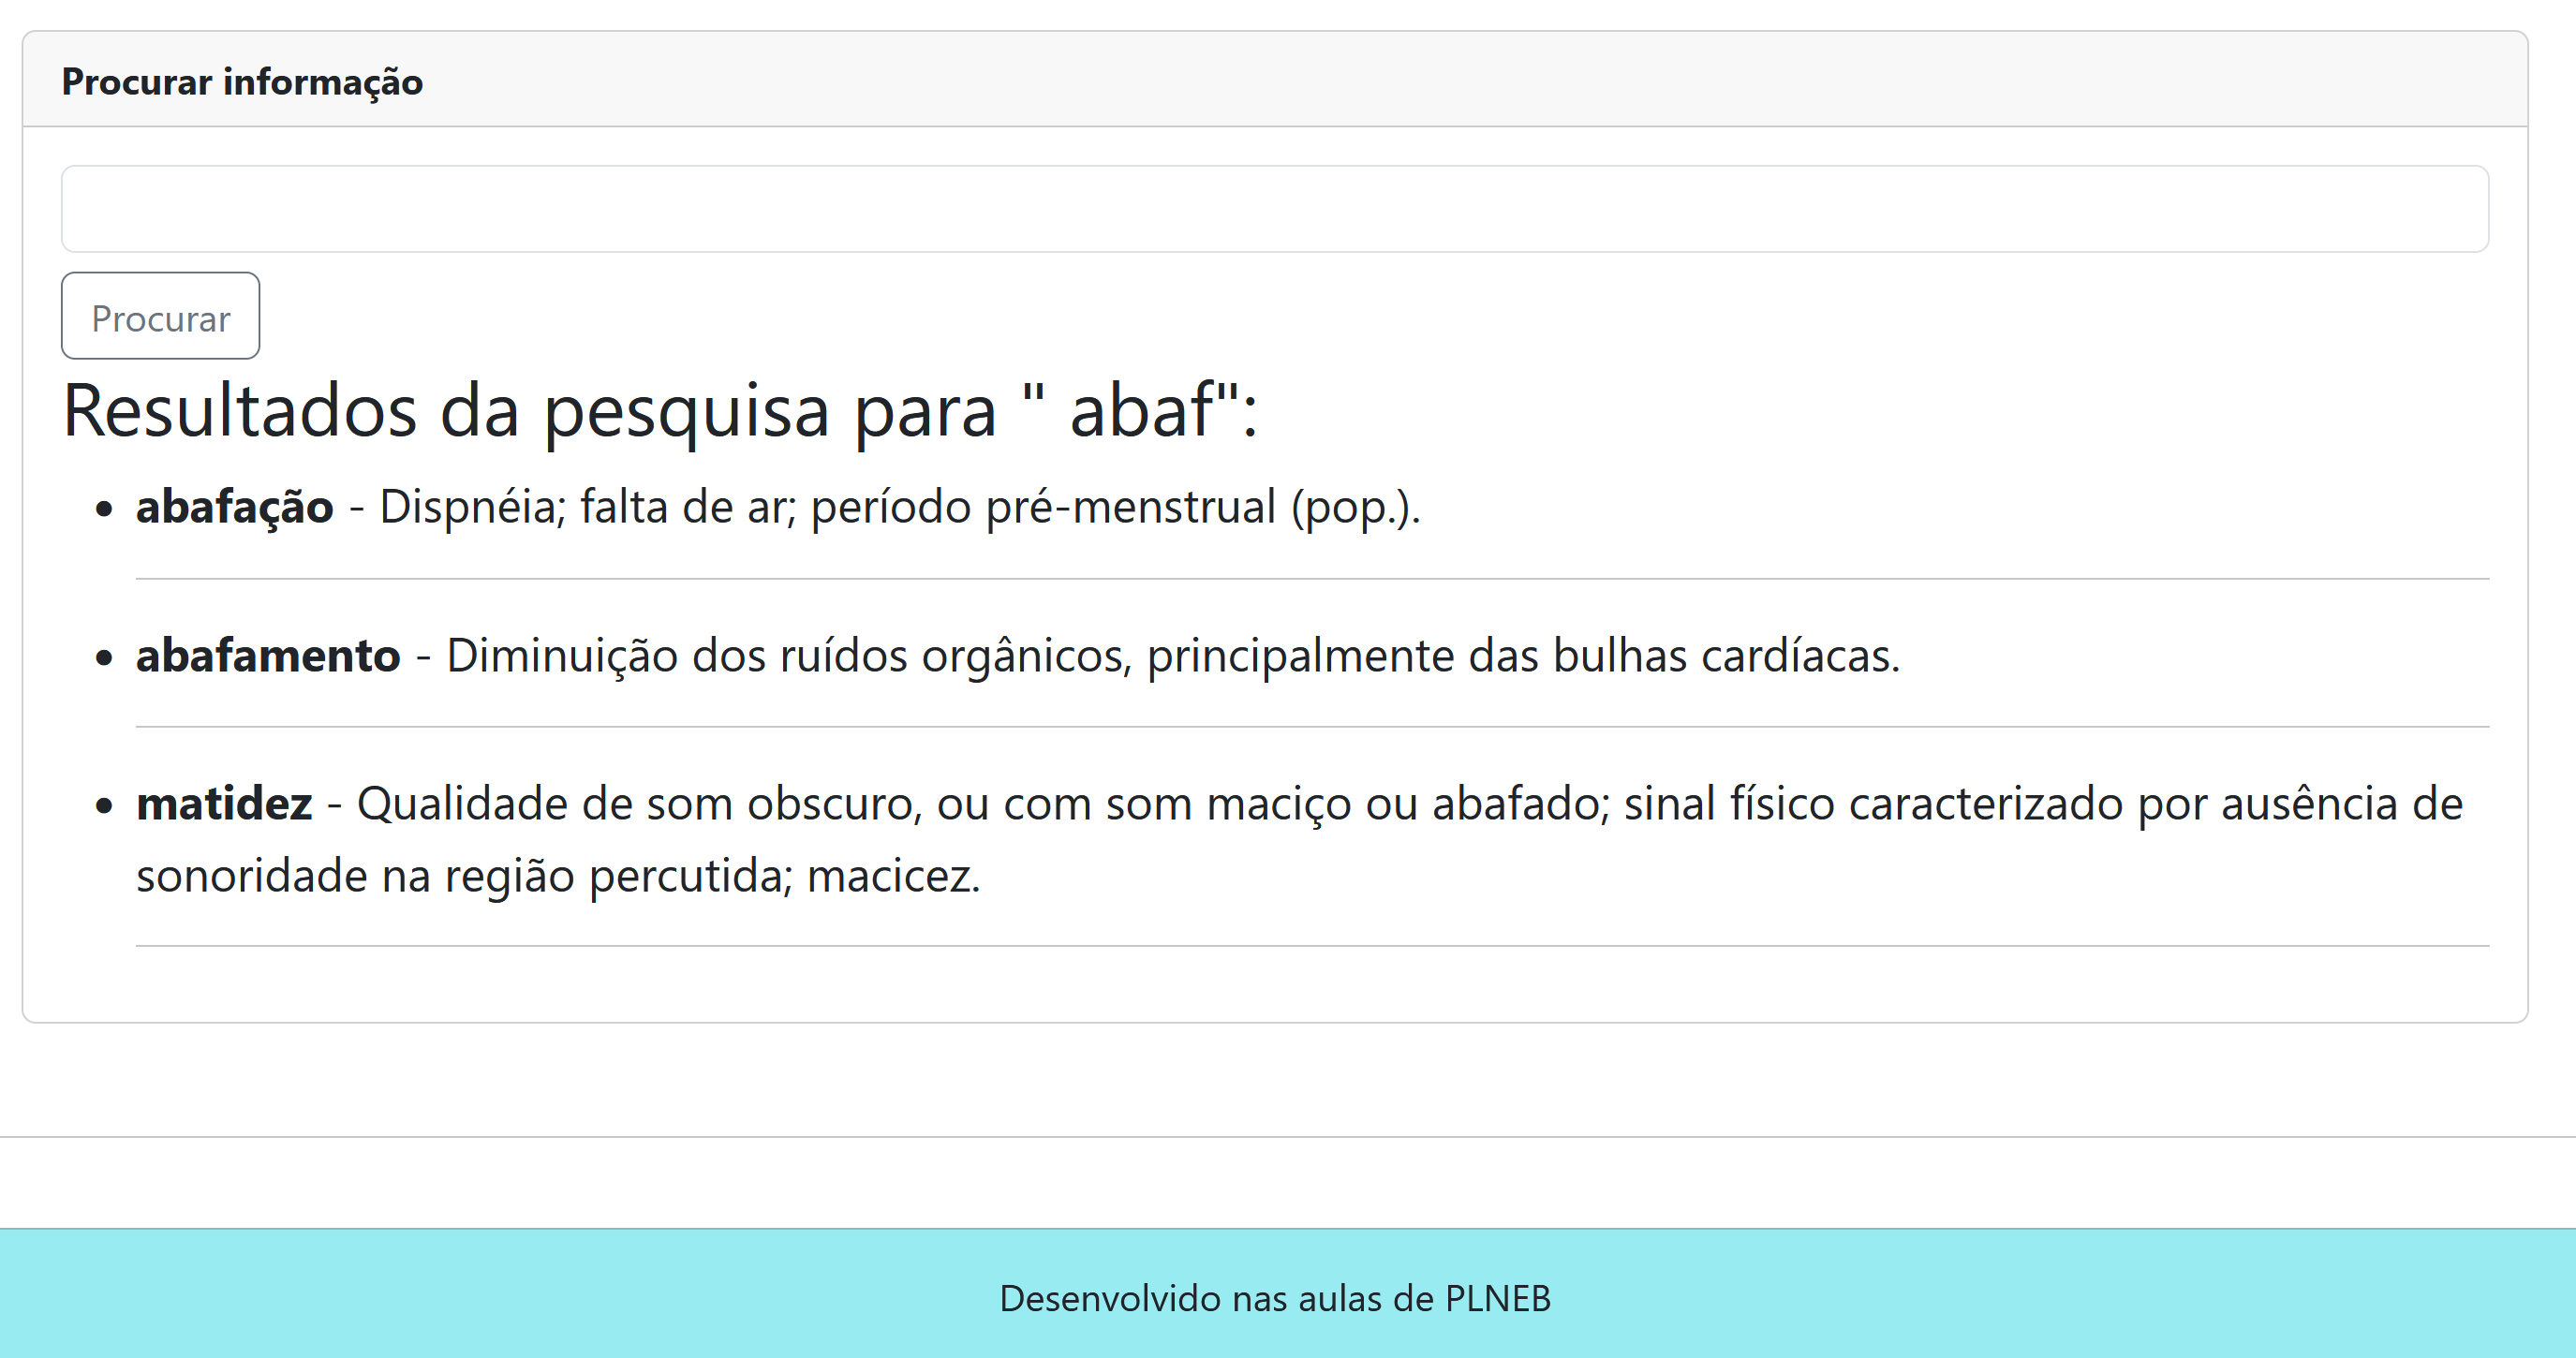 Procurar informação
Procurar
Resultados da pesquisa para " abaf":
• abafação - Dispnéia; falta de ar; período pré-menstrual (pop.).
• abafamento - Diminuição dos ruídos orgânicos, principalmente das bulhas cardíacas.
• matidez - Qualidade de som obscuro, ou com som maciço ou abafado; sinal físico caracterizado por ausência de
sonoridade na região percutida; macicez.
Desenvolvido nas aulas de PLNEB